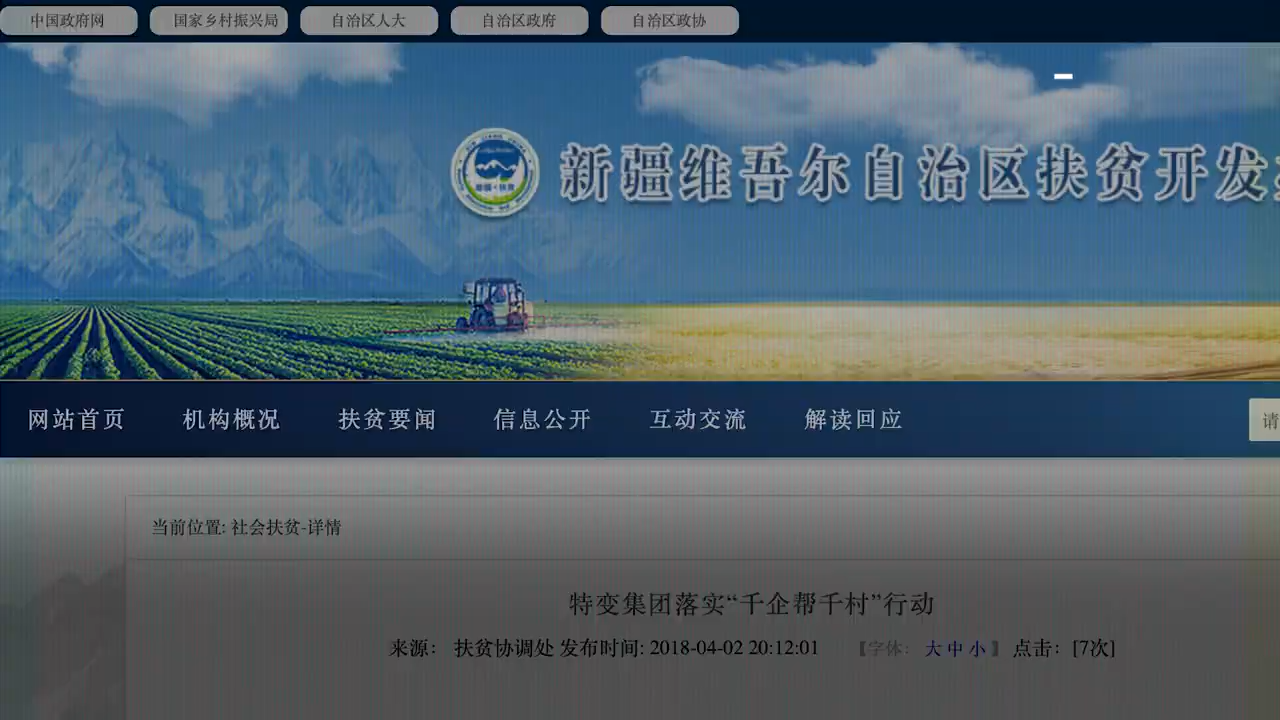 中国政府网 国家乡村振兴局 自治区人大 自治区政府 自治区政协
新疆维吾尔自治区扶贫开发
网站首页 机构概况 扶贫要闻 信息公开 互动交流 解读回应 请
当前位置: 社会扶贫-详情
特变集团落实“千企帮千村”行动
来源: 扶贫协调处 发布时间: 2018-04-02 20:12:01 【字体: 大 中 小 】 点击: [7次]